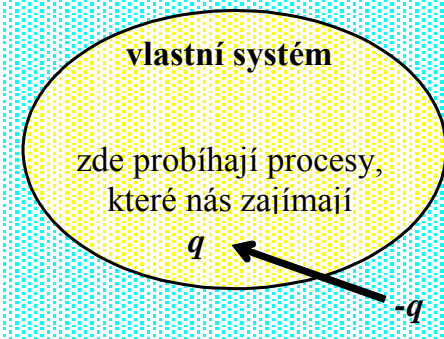 vlastní systém
zde probíhají procesy,
které nás zajímají
q
-q